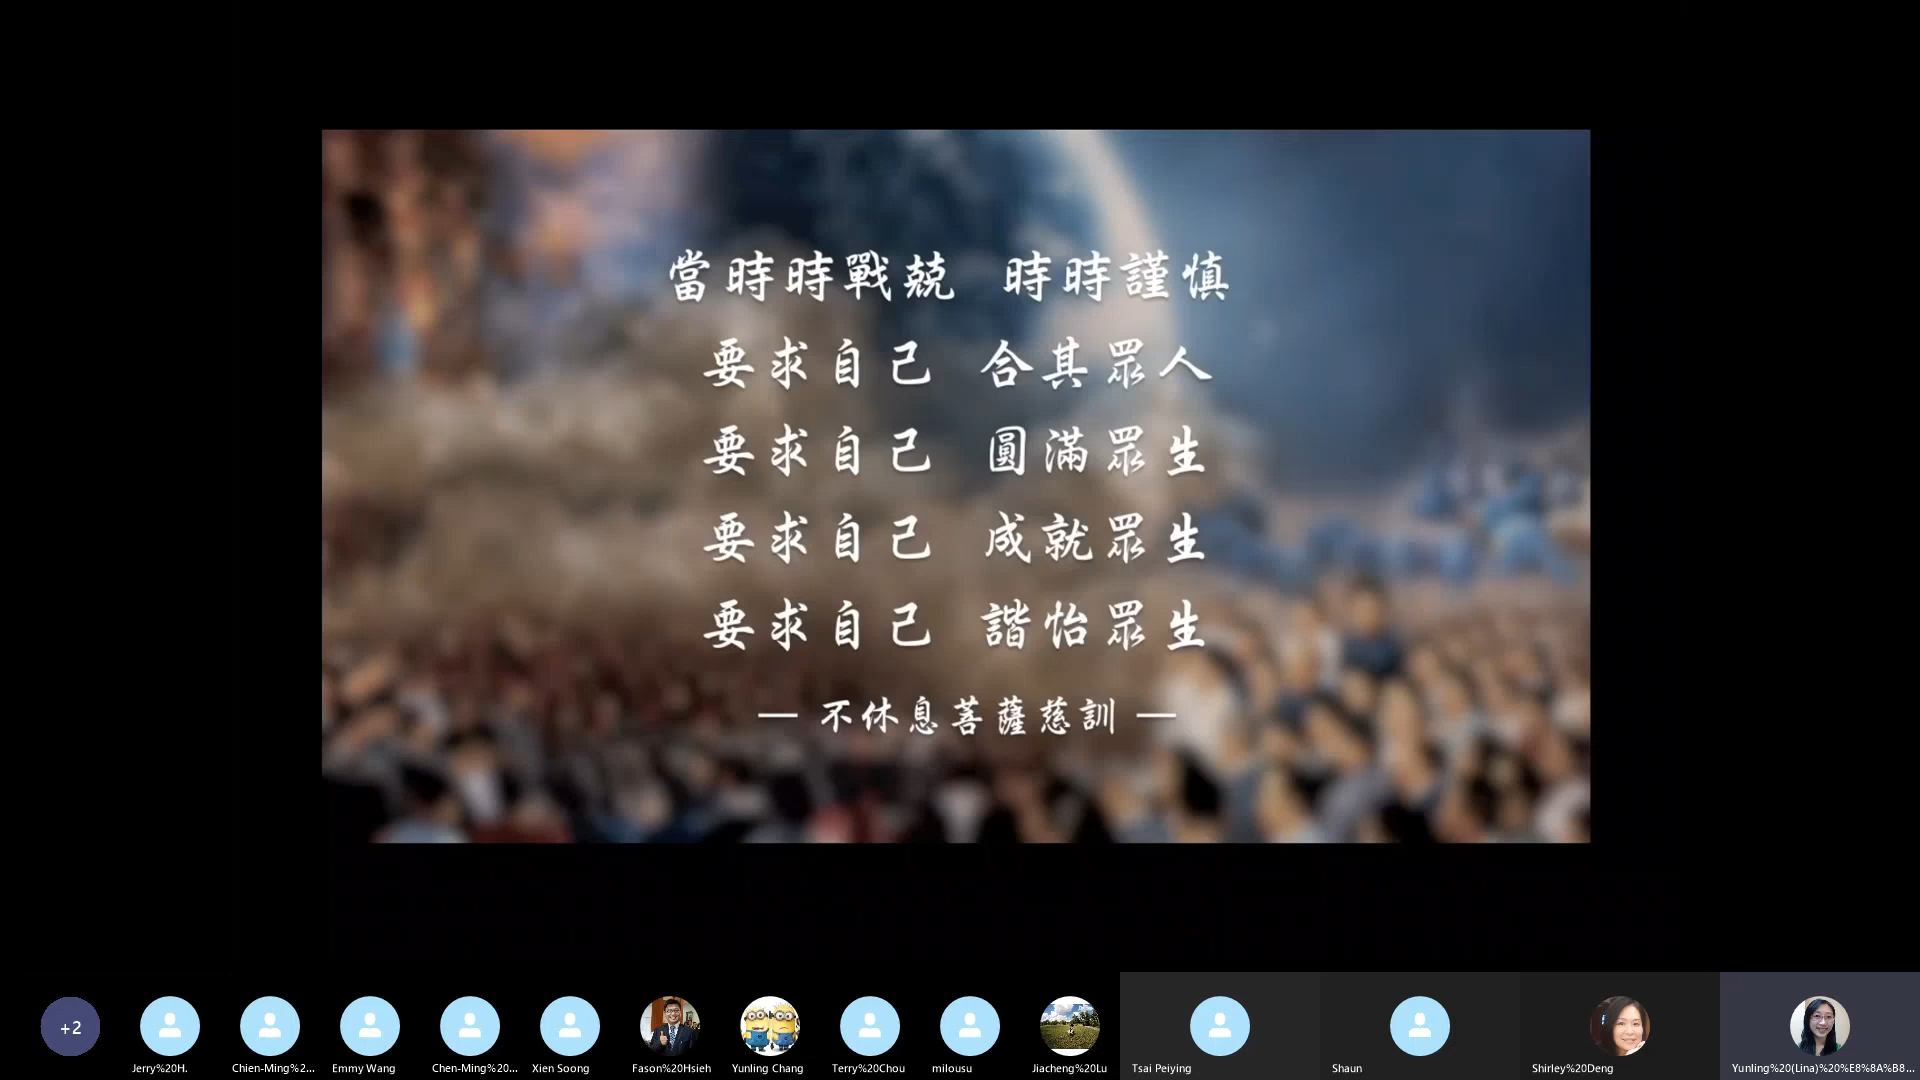 當時時戰兢 時時謹慎
要求自己 合其眾人
要求自己 圓滿眾生
要求自己 成就眾生
要求自己 諧怡眾生
— 不休息菩薩慈訓 —
+2
Jerry%20H.
Chien-Ming%2...
Emmy Wang
Chen-Ming%20...
Xien Soong
Fason%20Hsieh
Yunling Chang
Terry%20Chou
milousu
Jiacheng%20Lu
Tsai Peiying
Shaun
Shirley%20Deng
Yunling%20(Lina)%20%E8%8A%B8...